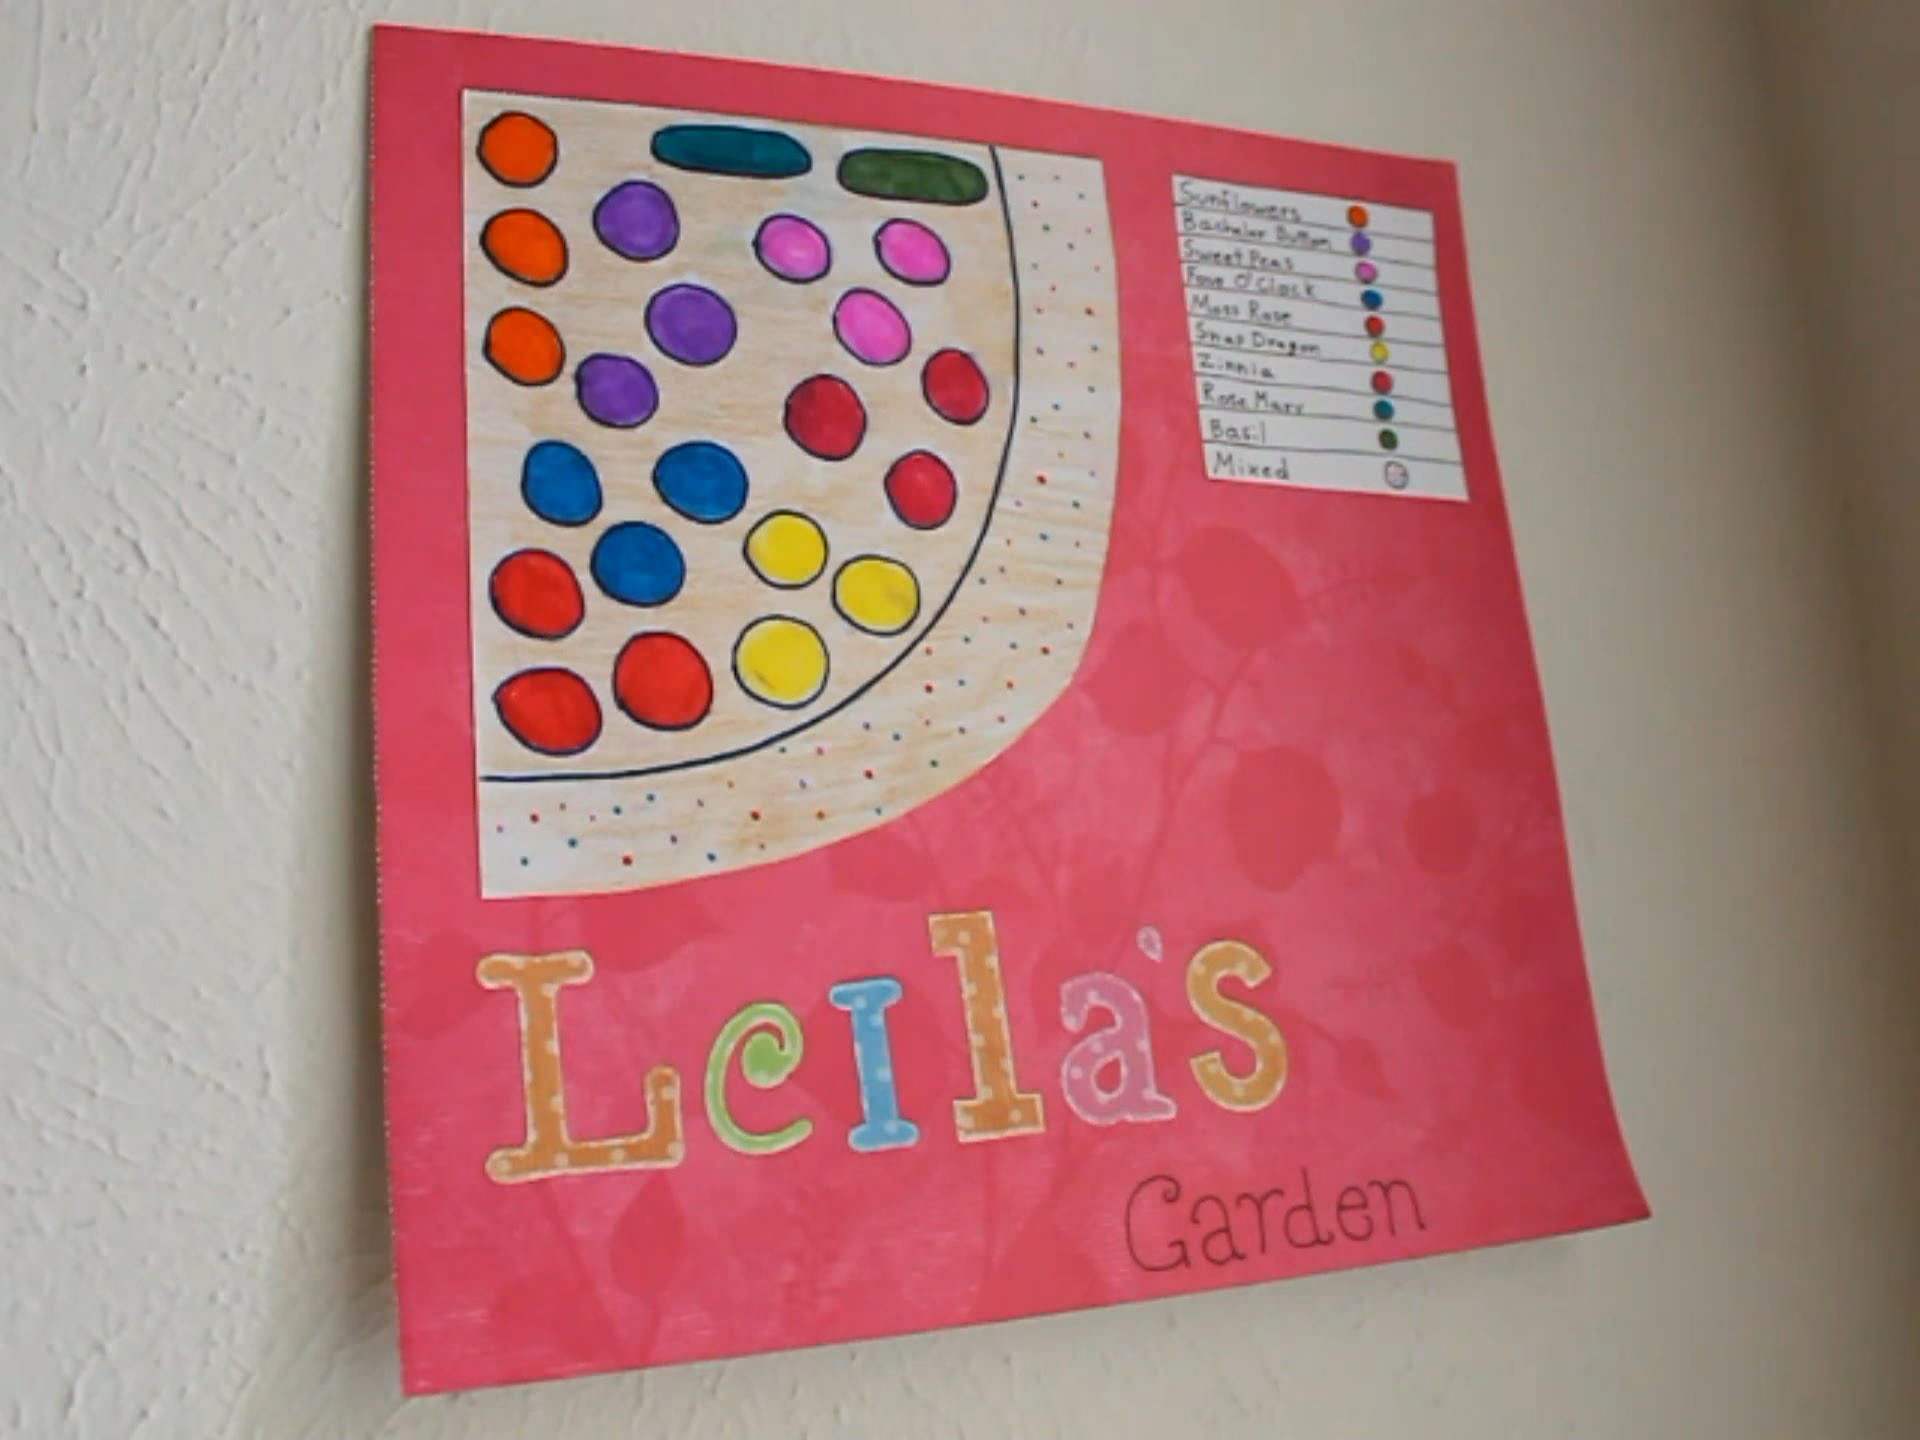 Sunflowers
Bachelor Button
Sweet Peas
Four O'Clock
Moss Rose
Snap Dragon
Zinnia
Rose Mary
Basil
Mixed
Leila's
Garden